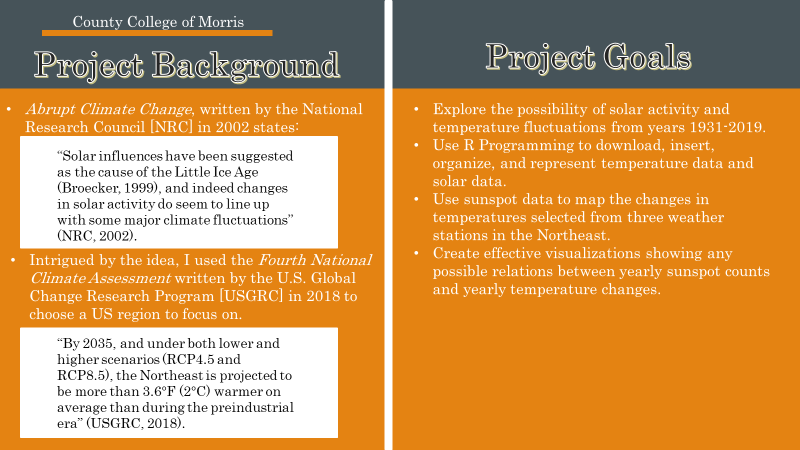 County College of Morris
Project Background
• Abrupt Climate Change, written by the National
Research Council [NRC] in 2002 states:
“Solar influences have been suggested
as the cause of the Little Ice Age
(Broecker, 1999), and indeed changes
in solar activity do seem to line up
with some major climate fluctuations”
(NRC, 2002).
• Intrigued by the idea, I used the Fourth National
Climate Assessment written by the U.S. Global
Change Research Program [USGRC] in 2018 to
choose a US region to focus on.
“By 2035, and under both lower and
higher scenarios (RCP4.5 and
RCP8.5), the Northeast is projected to
be more than 3.6°F (2°C) warmer on
average than during the preindustrial
era” (USGRC, 2018).
Project Goals
• Explore the possibility of solar activity and
temperature fluctuations from years 1931-2019.
• Use R Programming to download, insert,
organize, and represent temperature data and
solar data.
• Use sunspot data to map the changes in
temperatures selected from three weather
stations in the Northeast.
• Create effective visualizations showing any
possible relations between yearly sunspot counts
and yearly temperature changes.